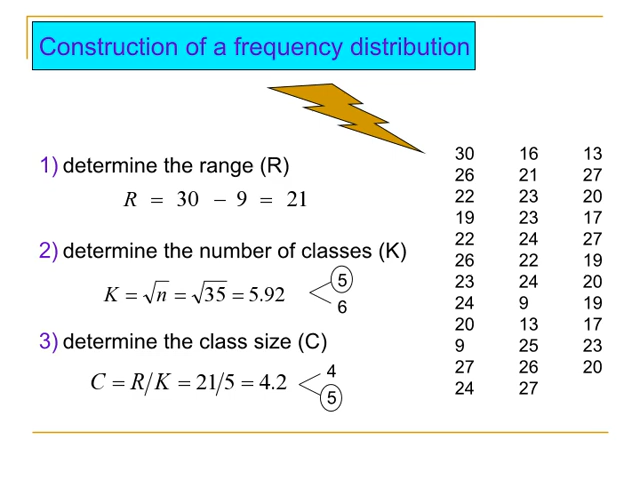 Construction of a frequency distribution
1) determine the range (R)
R = 30 − 9 = 21
2) determine the number of classes (K)
K = √n = √35 = 5.92
5
6
3) determine the class size (C)
C = R/K = 21/5 = 4.2
4
5
30 16 13
26 21 27
22 23 20
19 23 17
22 24 27
26 22 19
23 24 20
24 9 19
20 13 17
9 25 23
27 26 20
24 27